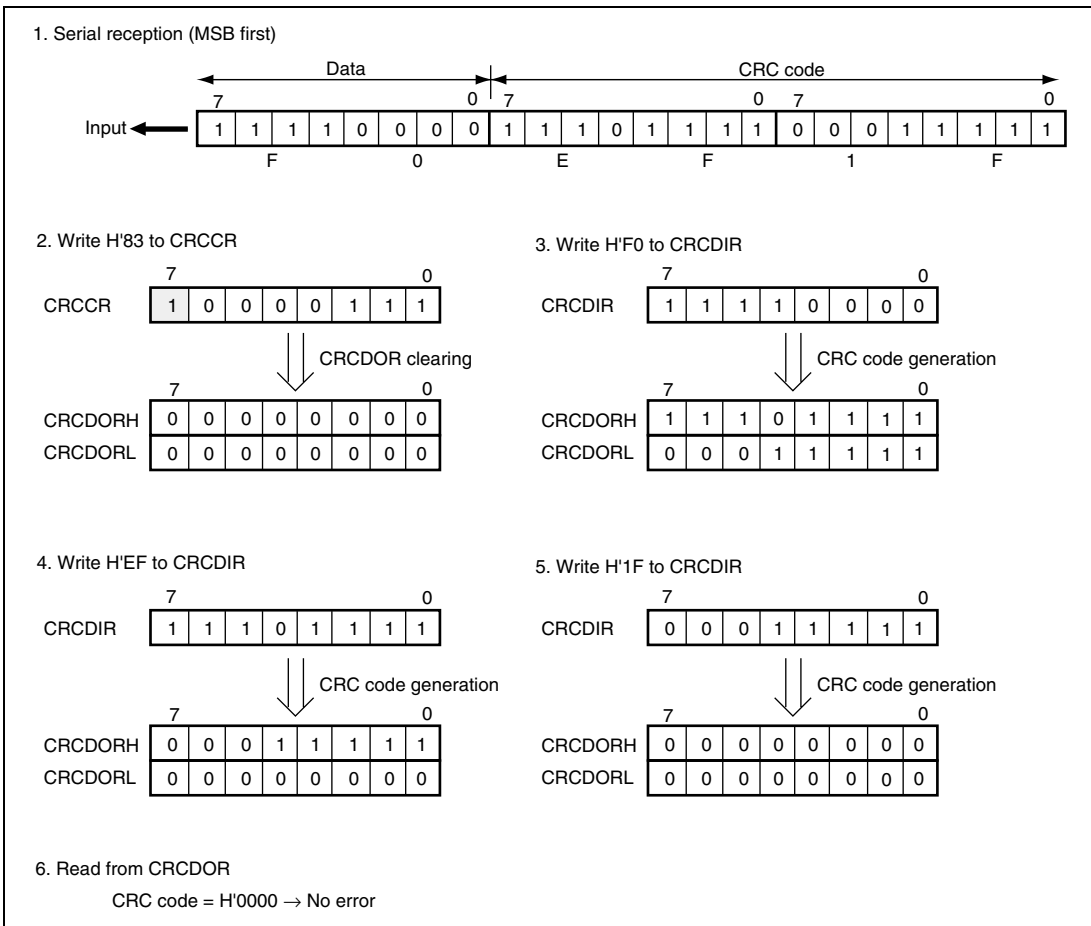 1. Serial reception (MSB first)
Data CRC code
7 0 7 0 7 0
Input 1 1 1 1 0 0 0 0 1 1 1 0 1 1 1 1 0 0 0 1 1 1 1 1
F 0 E F 1 F
2. Write H'83 to CRCCR
7 0
CRCCR 1 0 0 0 0 1 1 1
CRCDOR clearing
7 0
CRCDORH 0 0 0 0 0 0 0 0
CRCDORL 0 0 0 0 0 0 0 0
3. Write H'F0 to CRCDIR
7 0
CRCDIR 1 1 1 1 0 0 0 0
CRC code generation
7 0
CRCDORH 1 1 1 0 1 1 1 1
CRCDORL 0 0 0 1 1 1 1 1
4. Write H'EF to CRCDIR
7 0
CRCDIR 1 1 1 0 1 1 1 1
CRC code generation
7 0
CRCDORH 0 0 0 1 1 1 1 1
CRCDORL 0 0 0 0 0 0 0 0
5. Write H'1F to CRCDIR
7 0
CRCDIR 0 0 0 1 1 1 1 1
CRC code generation
7 0
CRCDORH 0 0 0 0 0 0 0 0
CRCDORL 0 0 0 0 0 0 0 0
6. Read from CRCDOR
CRC code = H'0000 → No error